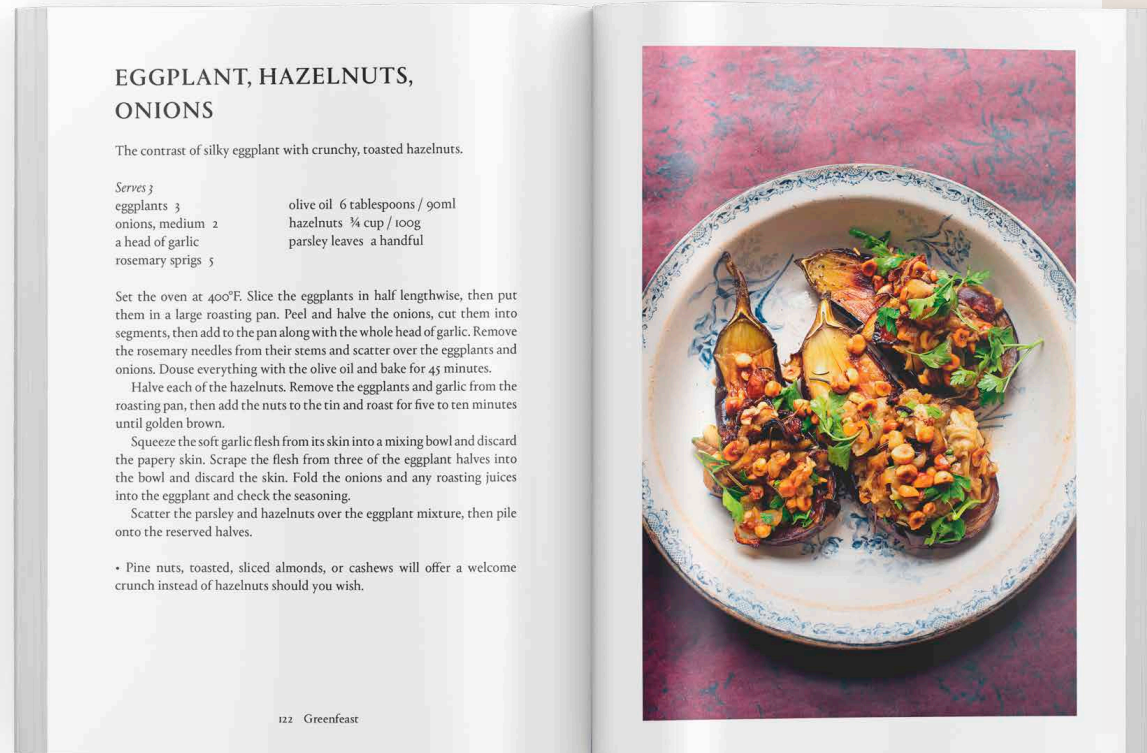 EGGPLANT, HAZELNUTS,
ONIONS
The contrast of silky eggplant with crunchy, toasted hazelnuts.
Serves 3
eggplants 3
onions, medium 2
a head of garlic
rosemary sprigs 5
olive oil 6 tablespoons / 90ml
hazelnuts ¾ cup / 100g
parsley leaves a handful
Set the oven at 400°F. Slice the eggplants in half lengthwise, then put
them in a large roasting pan. Peel and halve the onions, cut them into
segments, then add to the pan along with the whole head of garlic. Remove
the rosemary needles from their stems and scatter over the eggplants and
onions. Douse everything with the olive oil and bake for 45 minutes.
Halve each of the hazelnuts. Remove the eggplants and garlic from the
roasting pan, then add the nuts to the tin and roast for five to ten minutes
until golden brown.
Squeeze the soft garlic flesh from its skin into a mixing bowl and discard
the papery skin. Scrape the flesh from three of the eggplant halves into
the bowl and discard the skin. Fold the onions and any roasting juices
into the eggplant and check the seasoning.
Scatter the parsley and hazelnuts over the eggplant mixture, then pile
onto the reserved halves.
• Pine nuts, toasted, sliced almonds, or cashews will offer a welcome
crunch instead of hazelnuts should you wish.
122 Greenfeast